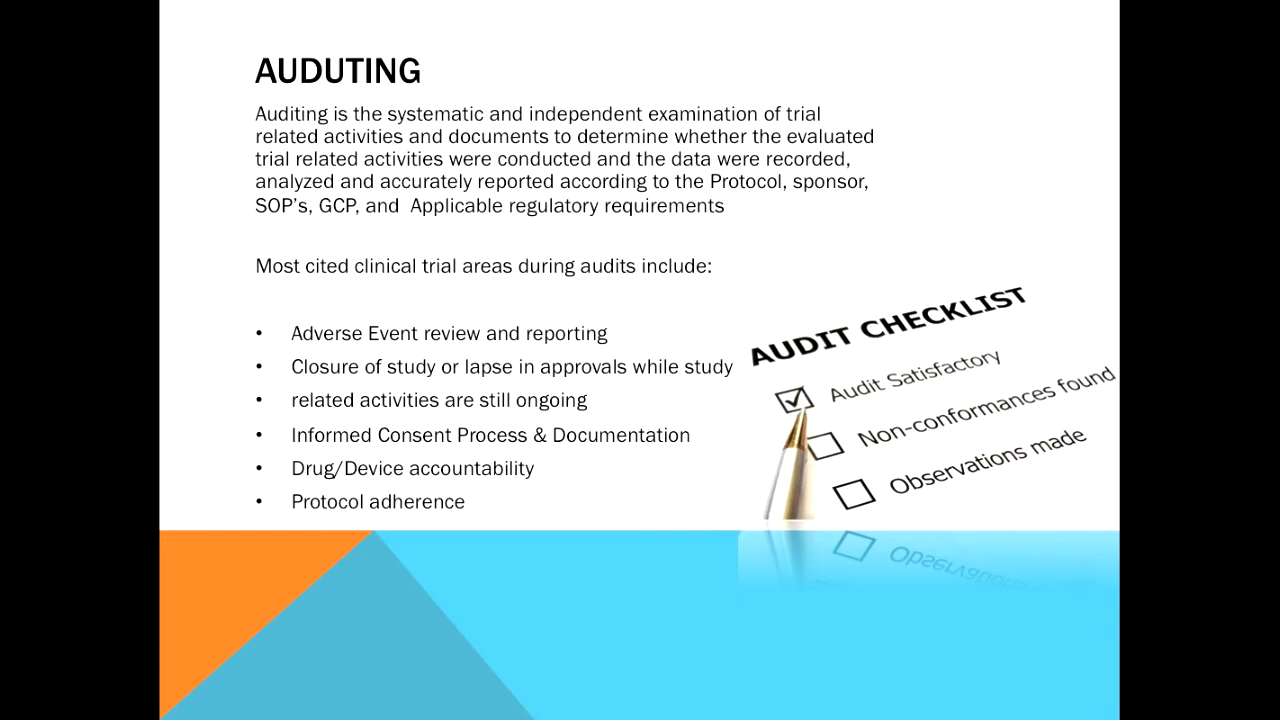 AUDUTING
Auditing is the systematic and independent examination of trial
related activities and documents to determine whether the evaluated
trial related activities were conducted and the data were recorded,
analyzed and accurately reported according to the Protocol, sponsor,
SOP's, GCP, and  Applicable regulatory requirements
Most cited clinical trial areas during audits include:
• Adverse Event review and reporting
• Closure of study or lapse in approvals while study
• related activities are still ongoing
• Informed Consent Process & Documentation
• Drug/Device accountability
• Protocol adherence
AUDIT CHECKLIST
Audit Satisfactory
Non-conformances found
Observations made